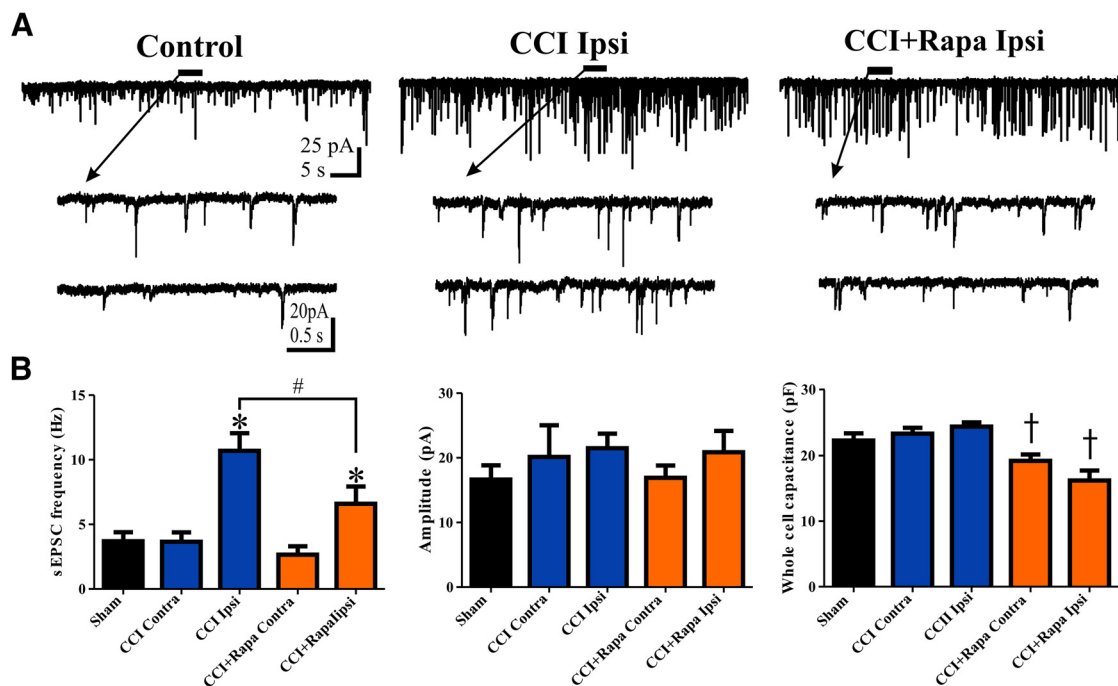 A
Control
CCI Ipsi
CCI+Rapa Ipsi
25 pA
5 s
20pA
0.5 s
B
sEPSC frequency (Hz)
15
10
5
0
*
#
*
Sham
CCI Contra
CCI Ipsi
CCI+Rapa Contra
CCI+RapaIipsi
Amplitude (pA)
30
20
10
0
Sham
CCI Contra
CCI Ipsi
CCI+Rapa Contra
CCI+Rapa Ipsi
Whole cell capacitance (pF)
30
20
10
0
†
†
Sham
CCI Contra
CCII Ipsi
CCI+Rapa Contra
CCI+Rapa Ipsi